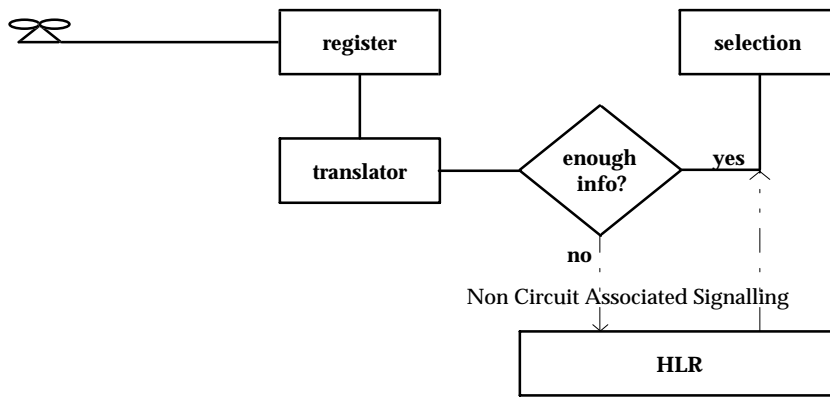 register
selection
translator
enough
info?
yes
no
Non Circuit Associated Signalling
HLR